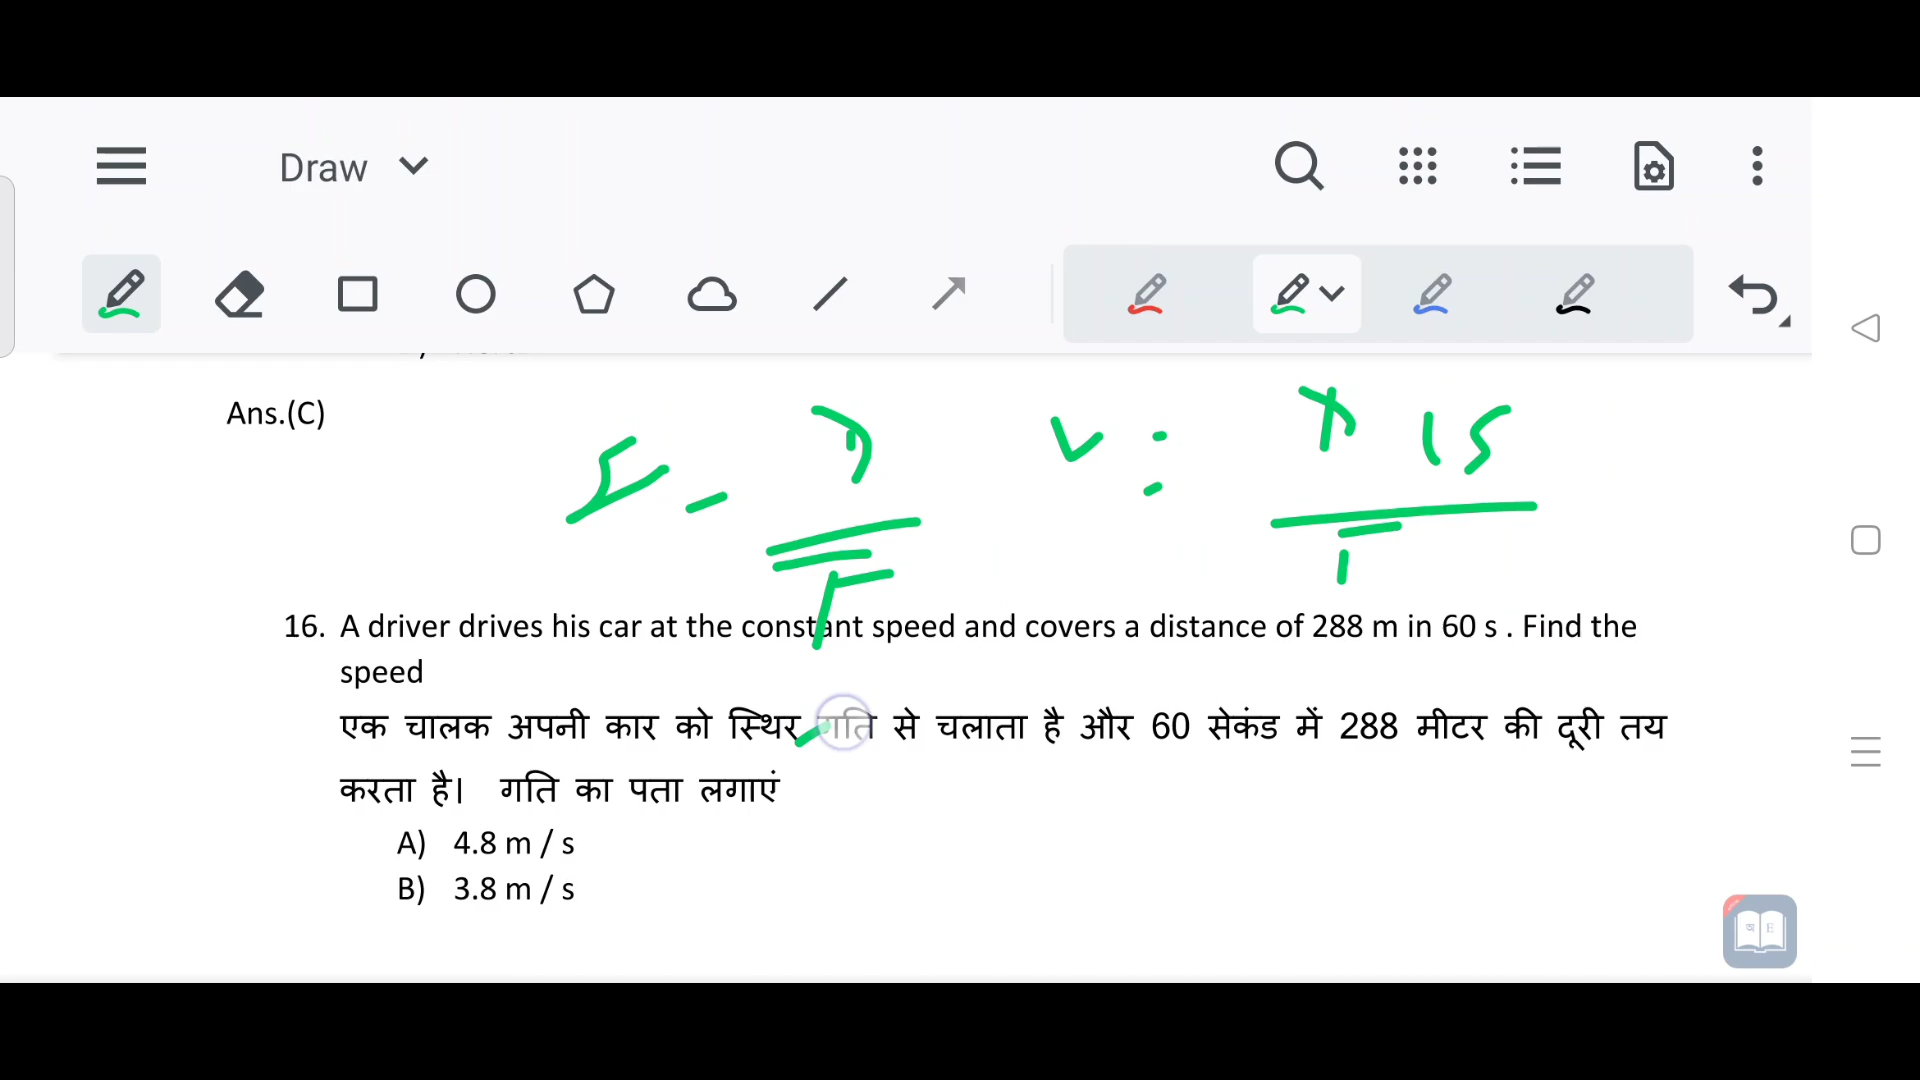 Draw
Ans.(C)
V =
T
T
16. A driver drives his car at the constant speed and covers a distance of 288 m in 60 s . Find the
speed
एक चालक अपनी कार को स्थिर गति से चलाता है और 60 सेकंड में 288 मीटर की दूरी तय
करता है। गति का पता लगाएं
A) 4.8 m / s
B) 3.8 m / s